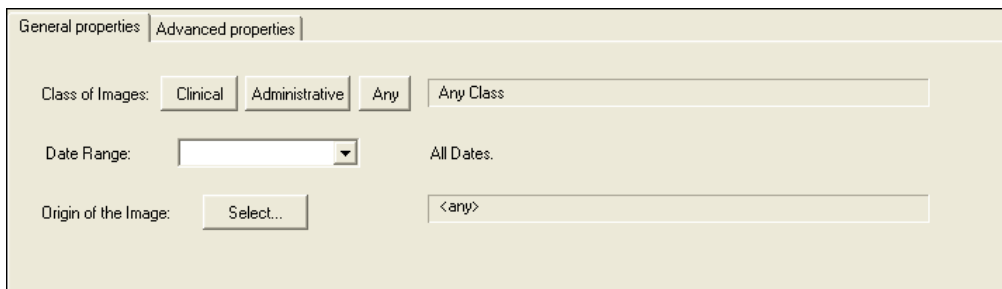 General properties Advanced properties
Class of Images: Clinical Administrative Any Any Class
Date Range: All Dates.
Origin of the Image: Select... <any>